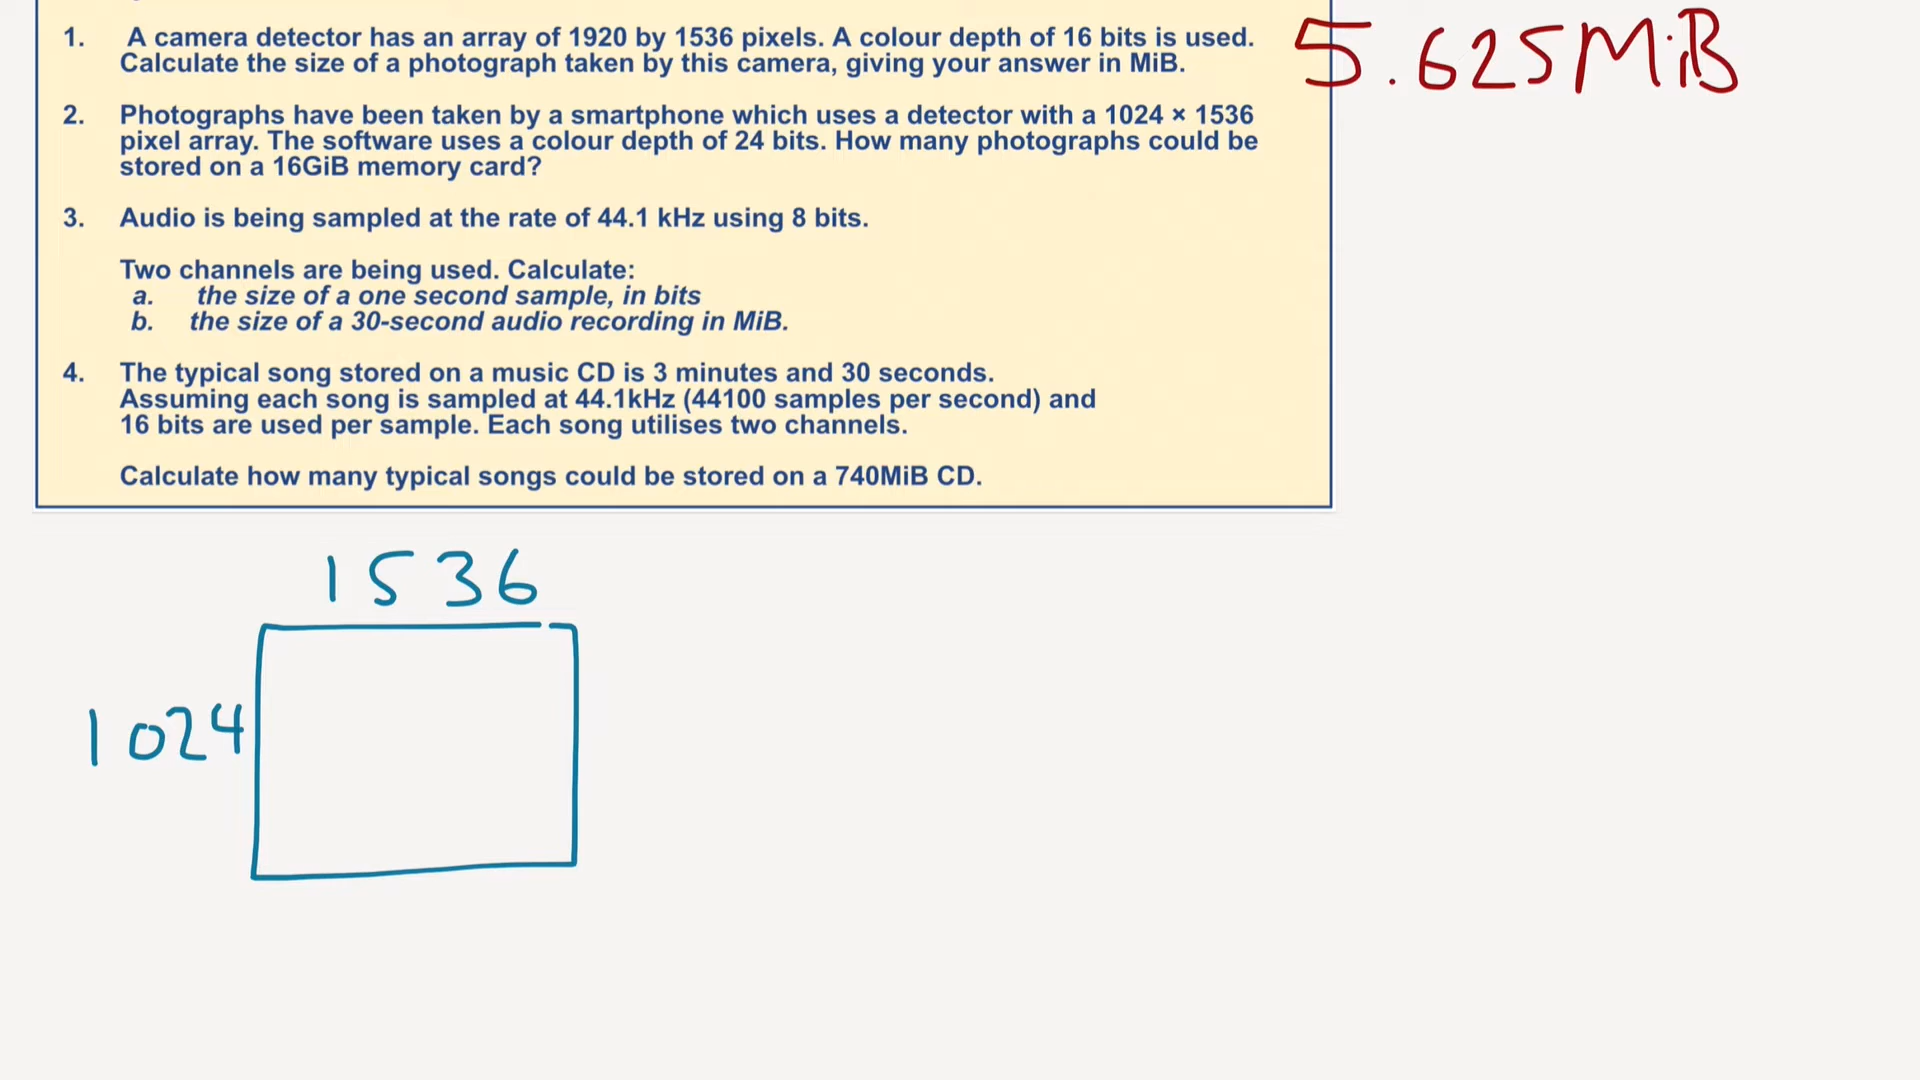 1. A camera detector has an array of 1920 by 1536 pixels. A colour depth of 16 bits is used.
Calculate the size of a photograph taken by this camera, giving your answer in MiB.
5.625MiB
2. Photographs have been taken by a smartphone which uses a detector with a 1024 × 1536
pixel array. The software uses a colour depth of 24 bits. How many photographs could be
stored on a 16GiB memory card?
3. Audio is being sampled at the rate of 44.1 kHz using 8 bits.
Two channels are being used. Calculate:
a. the size of a one second sample, in bits
b. the size of a 30-second audio recording in MiB.
4. The typical song stored on a music CD is 3 minutes and 30 seconds.
Assuming each song is sampled at 44.1kHz (44100 samples per second) and
16 bits are used per sample. Each song utilises two channels.
Calculate how many typical songs could be stored on a 740MiB CD.
1536
1024